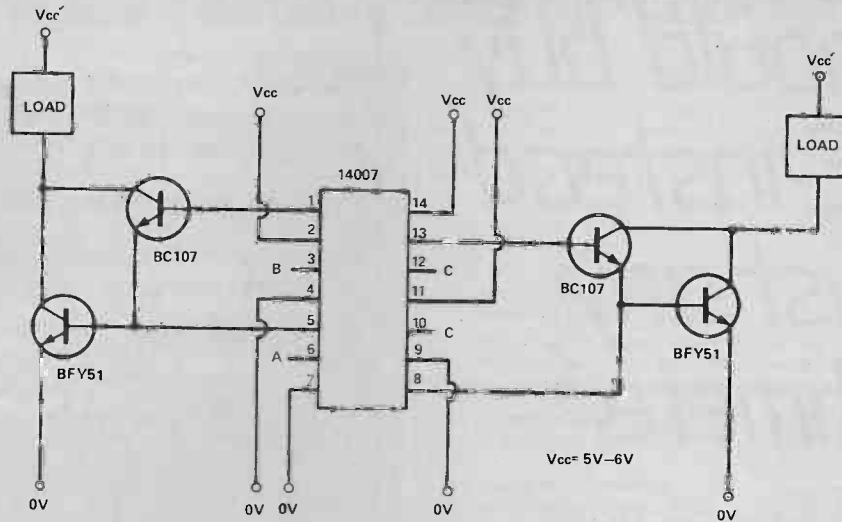 Vcc´
Vcc´
LOAD
Vcc
Vcc
Vcc
LOAD
14007
1
14
2
13
BC107
B
3
12
C
BC107
4
11
5
10
C
BFY51
A
6
9
BFY51
7
8
Vcc= 5V—6V
0V
0V
0V
0V
0V